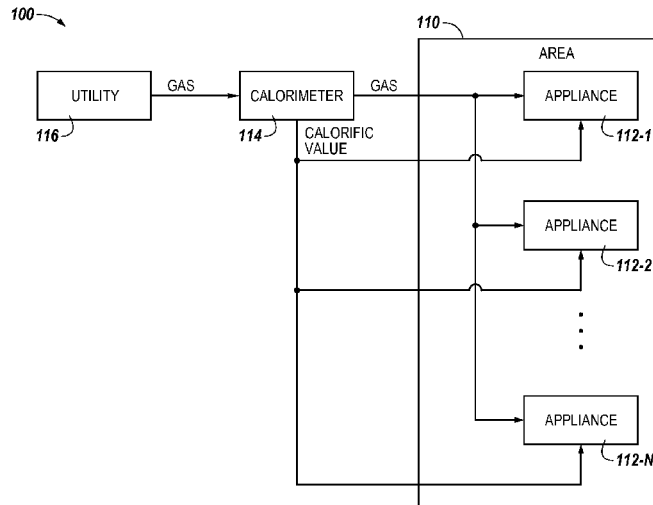 100
110
AREA
UTILITY
GAS
CALORIMETER
GAS
APPLIANCE
116
114
CALORIFIC
VALUE
112-1
APPLIANCE
112-2
APPLIANCE
112-N